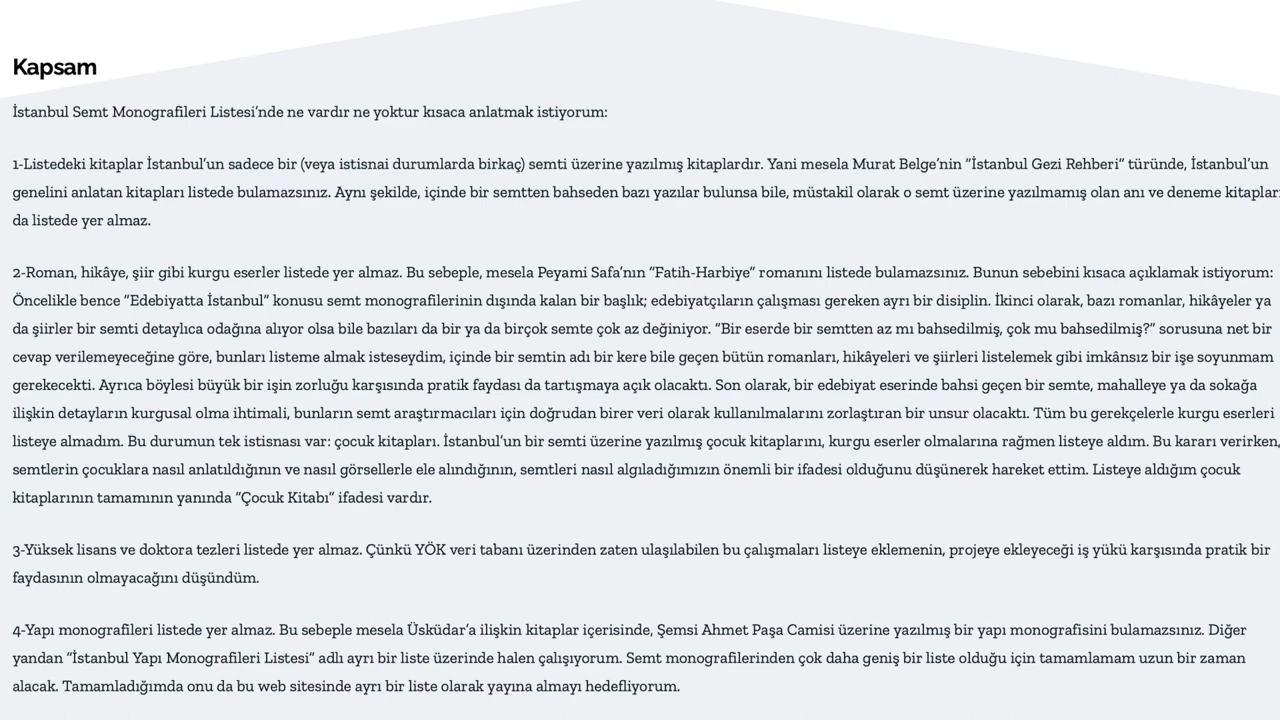 Kapsam
İstanbul Semt Monografileri Listesi’nde ne vardır ne yoktur kısaca anlatmak istiyorum:
1-Listedeki kitaplar İstanbul’un sadece bir (veya istisnai durumlarda birkaç) semti üzerine yazılmış kitaplardır. Yani mesela Murat Belge’nin “İstanbul Gezi Rehberi” türünde, İstanbul’un
genelini anlatan kitapları listede bulamazsınız. Aynı şekilde, içinde bir semtten bahseden bazı yazılar bulunsa bile, müstakil olarak o semt üzerine yazılmamış olan anı ve deneme kitapları
da listede yer almaz.
2-Roman, hikâye, şiir gibi kurgu eserler listede yer almaz. Bu sebeple, mesela Peyami Safa’nın “Fatih-Harbiye” romanını listede bulamazsınız. Bunun sebebini kısaca açıklamak istiyorum:
Öncelikle bence “Edebiyatta İstanbul” konusu semt monografilerinin dışında kalan bir başlık; edebiyatçıların çalışması gereken ayrı bir disiplin. İkinci olarak, bazı romanlar, hikâyeler ya
da şiirler bir semti detaylıca odağına alıyor olsa bile bazıları da bir ya da birçok semte çok az değiniyor. “Bir eserde bir semtten az mı bahsedilmiş, çok mu bahsedilmiş?” sorusuna net bir
cevap verilemeyeceğine göre, bunları listeme almak isteseydim, içinde bir semtin adı bir kere bile geçen bütün romanları, hikâyeleri ve şiirleri listelemek gibi imkânsız bir işe soyunmam
gerekecekti. Ayrıca böylesi büyük bir işin zorluğu karşısında pratik faydası da tartışmaya açık olacaktı. Son olarak, bir edebiyat eserinde bahsi geçen bir semte, mahalleye ya da sokağa
ilişkin detayların kurgusal olma ihtimali, bunların semt araştırmacıları için doğrudan birer veri olarak kullanılmalarını zorlaştıran bir unsur olacaktı. Tüm bu gerekçelerle kurgu eserleri
listeye almadım. Bu durumun tek istisnası var: çocuk kitapları. İstanbul’un bir semti üzerine yazılmış çocuk kitaplarını, kurgu eserler olmalarına rağmen listeye aldım. Bu kararı verirken,
semtlerin çocuklara nasıl anlatıldığının ve nasıl görsellerle ele alındığının, semtleri nasıl algıladığımızın önemli bir ifadesi olduğunu düşünerek hareket ettim. Listeye aldığım çocuk
kitaplarının tamamının yanında “Çocuk Kitabı” ifadesi vardır.
3-Yüksek lisans ve doktora tezleri listede yer almaz. Çünkü YÖK veri tabanı üzerinden zaten ulaşılabilen bu çalışmaları listeye eklemenin, projeye ekleyeceği iş yükü karşısında pratik bir
faydasının olmayacağını düşündüm.
4-Yapı monografileri listede yer almaz. Bu sebeple mesela Üsküdar’a ilişkin kitaplar içerisinde, Şemsi Ahmet Paşa Camisi üzerine yazılmış bir yapı monografisini bulamazsınız. Diğer
yandan “İstanbul Yapı Monografileri Listesi” adlı ayrı bir liste üzerinde halen çalışıyorum. Semt monografilerinden çok daha geniş bir liste olduğu için tamamlamam uzun bir zaman
alacak. Tamamladığımda onu da bu web sitesinde ayrı bir liste olarak yayına almayı hedefliyorum.